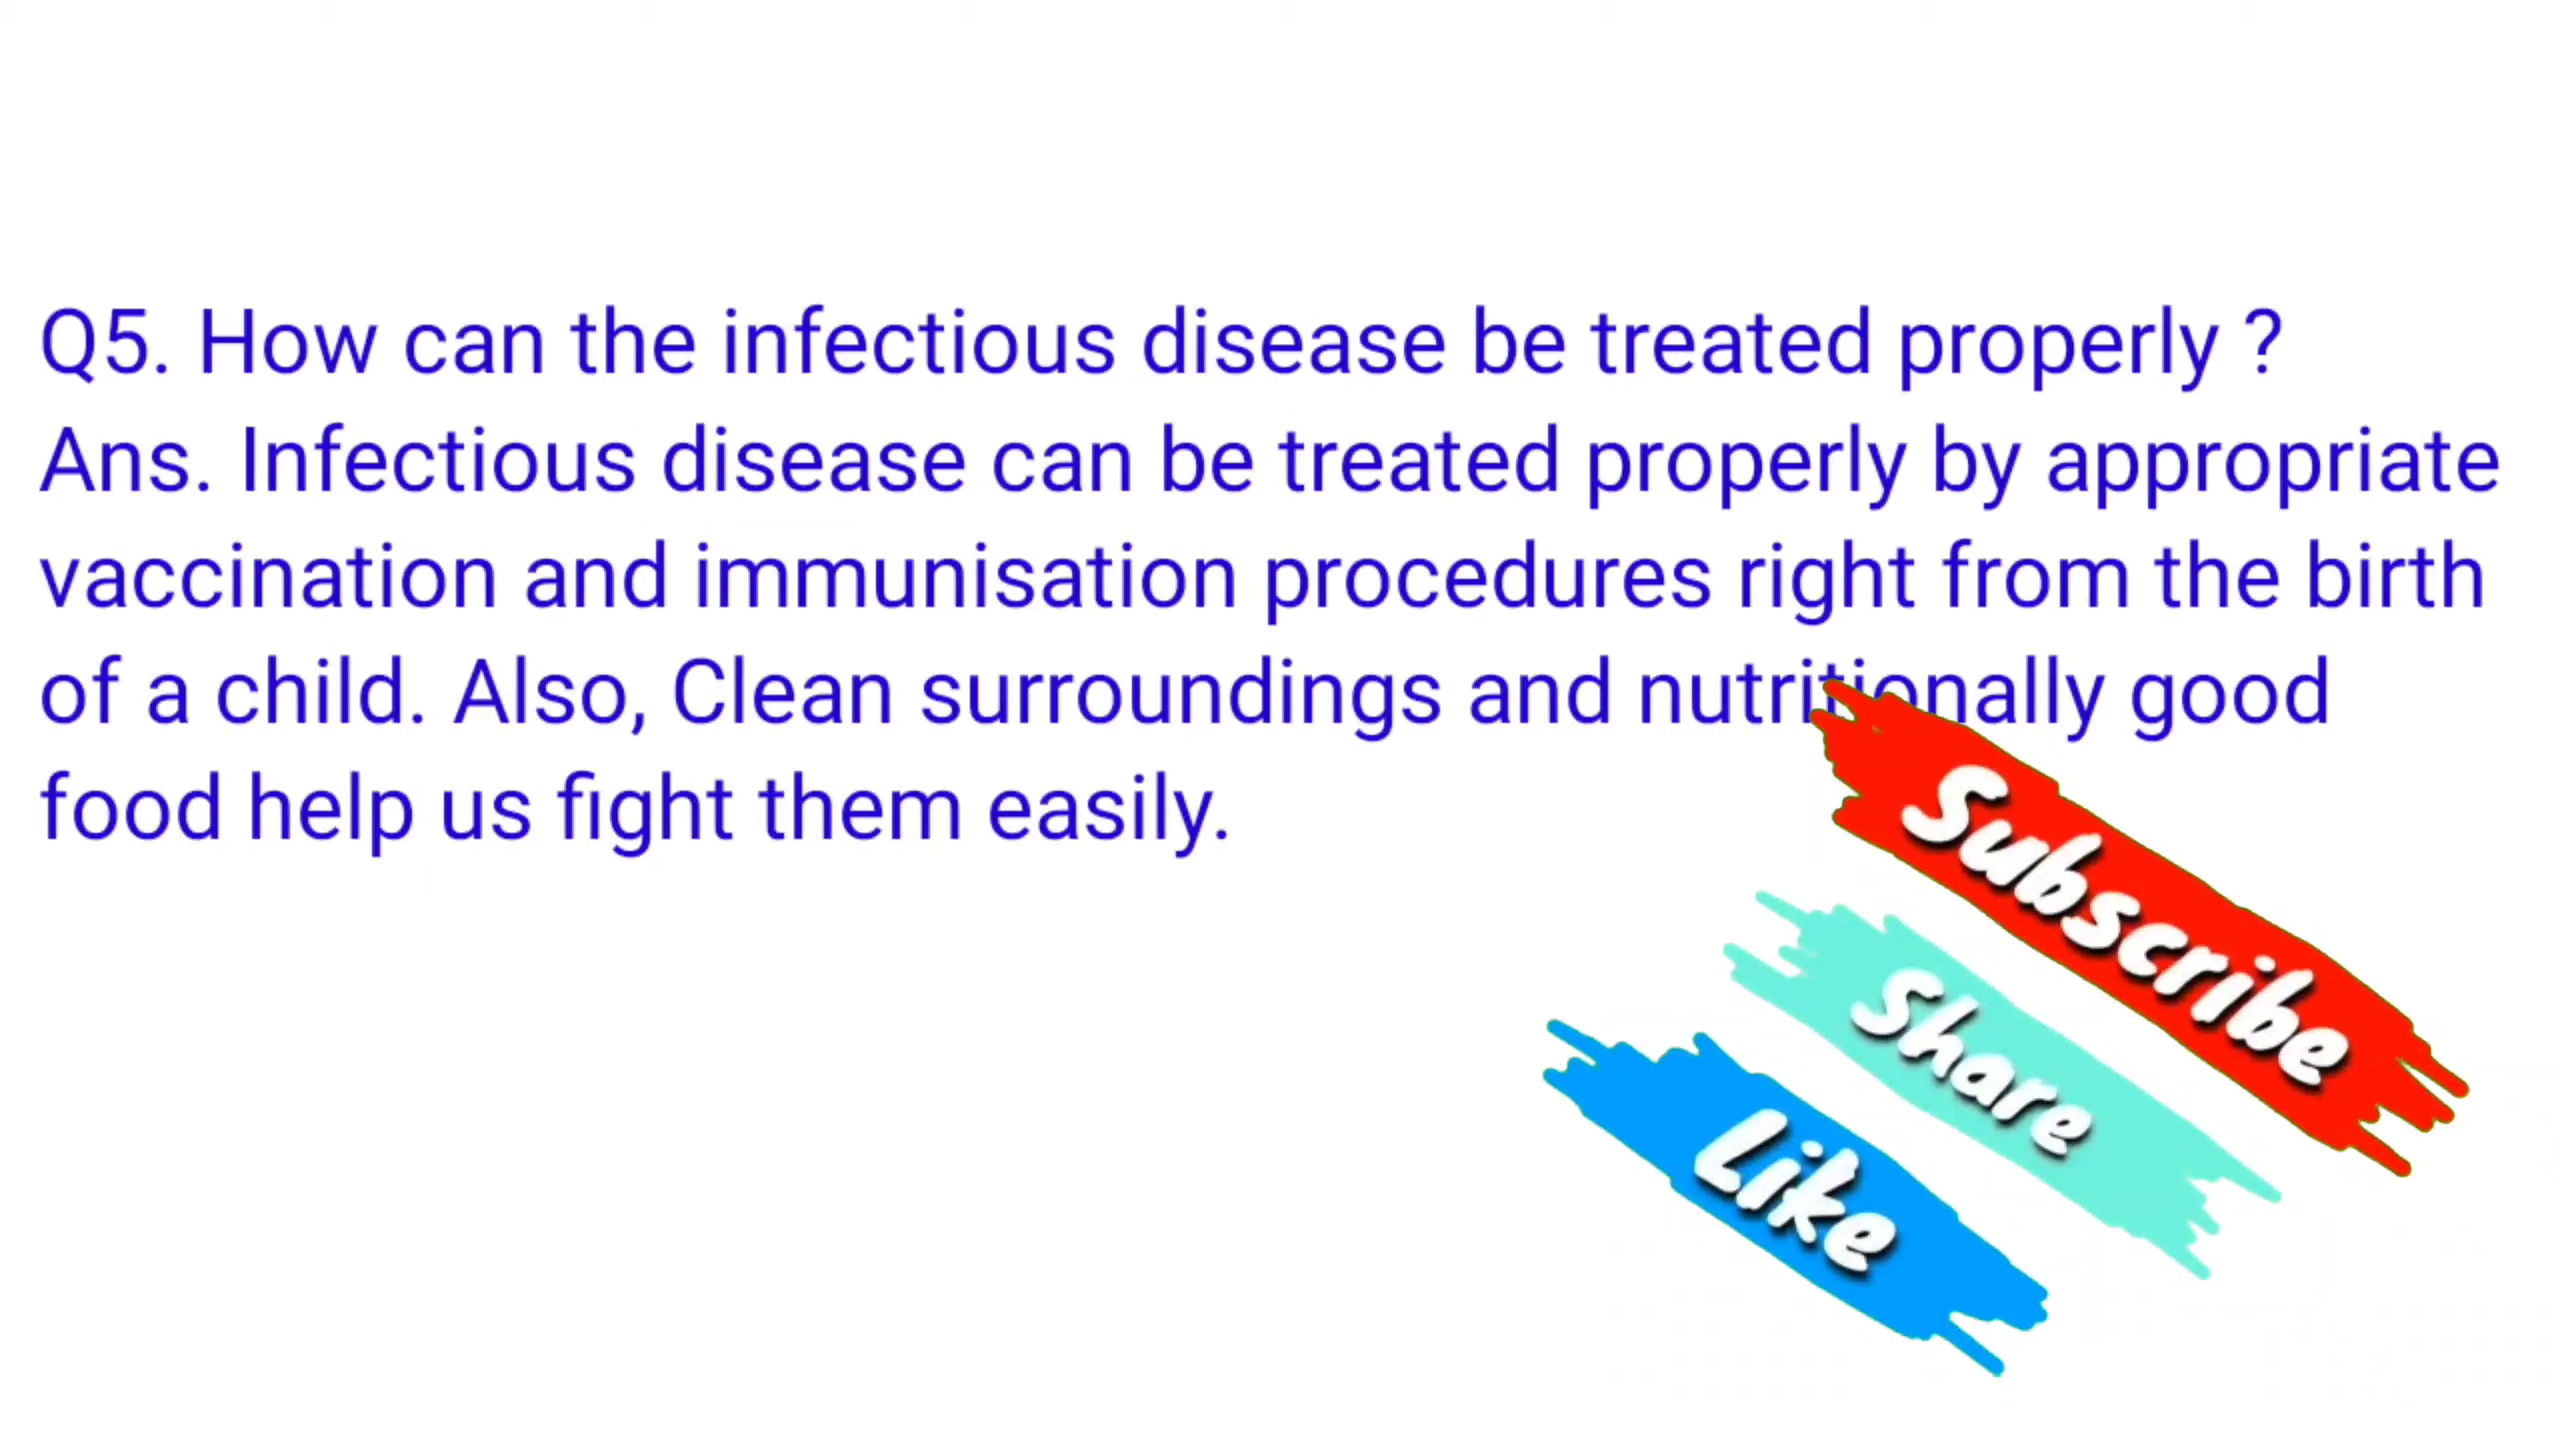 Q5. How can the infectious disease be treated properly ?
Ans. Infectious disease can be treated properly by appropriate
vaccination and immunisation procedures right from the birth
of a child. Also, Clean surroundings and nutritionally good
food help us fight them easily.
Subscribe
Share
Like